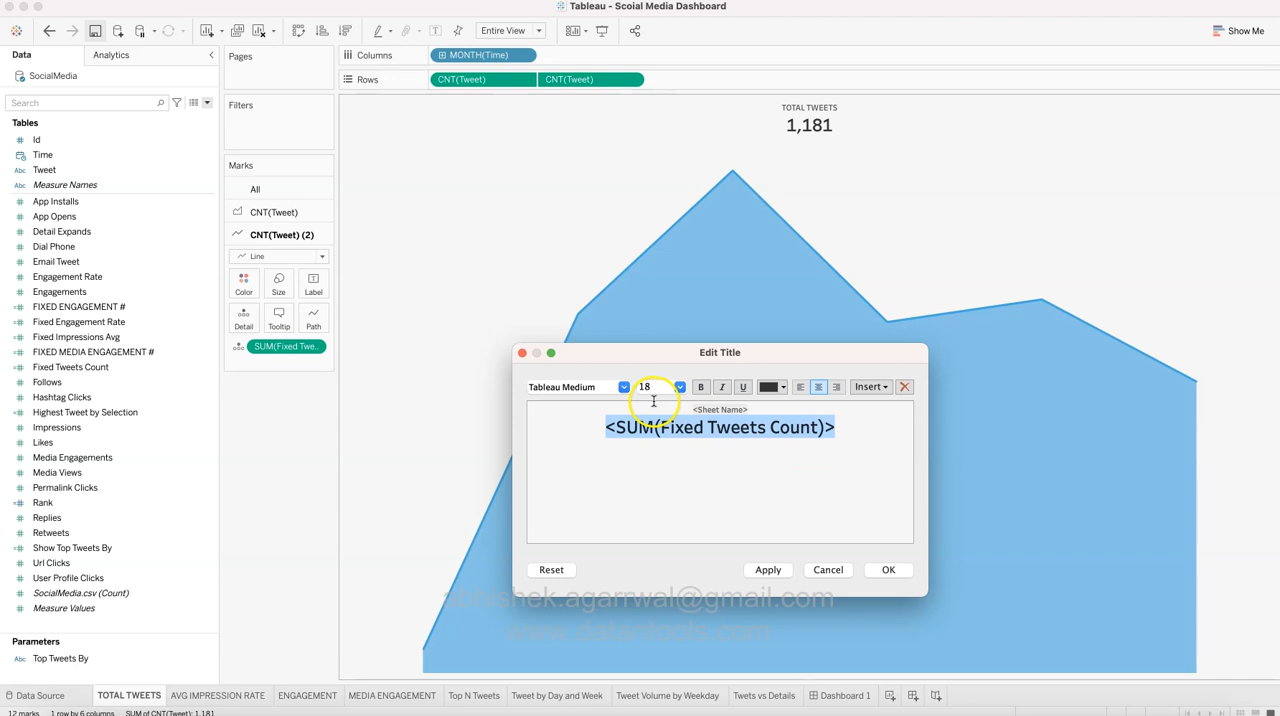 Tableau - Scoial Media Dashboard
Entire View
Show Me
Data
Analytics
Pages
Columns
MONTH(Time)
SocialMedia
Rows
CNT(Tweet)
CNT(Tweet)
Search
Filters
TOTAL TWEETS
1,181
Tables
Id
Time
Tweet
Measure Names
App Installs
App Opens
Detail Expands
Dial Phone
Email Tweet
Engagement Rate
Engagements
FIXED ENGAGEMENT #
Fixed Engagement Rate
Fixed Impressions Avg
FIXED MEDIA ENGAGEMENT #
Fixed Tweets Count
Follows
Hashtag Clicks
Highest Tweet by Selection
Impressions
Likes
Media Engagements
Media Views
Permalink Clicks
Rank
Replies
Retweets
Show Top Tweets By
Url Clicks
User Profile Clicks
SocialMedia.csv (Count)
Measure Values
Parameters
Top Tweets By
Marks
All
CNT(Tweet)
CNT(Tweet) (2)
Line
Color
Size
Label
Detail
Tooltip
Path
SUM(Fixed Twe..
Edit Title
Tableau Medium
18
B
I
U
Insert
<Sheet Name>
<SUM(Fixed Tweets Count)>
Reset
Apply
Cancel
OK
abhishek.agarrwal@gmail.com
www.datantools.com
Data Source
TOTAL TWEETS
AVG IMPRESSION RATE
ENGAGEMENT
MEDIA ENGAGEMENT
Top N Tweets
Tweet by Day and Week
Tweet Volume by Weekday
Twets vs Details
Dashboard 1
12 marks
1 row by 6 columns
SUM of CNT(Tweet): 1,181